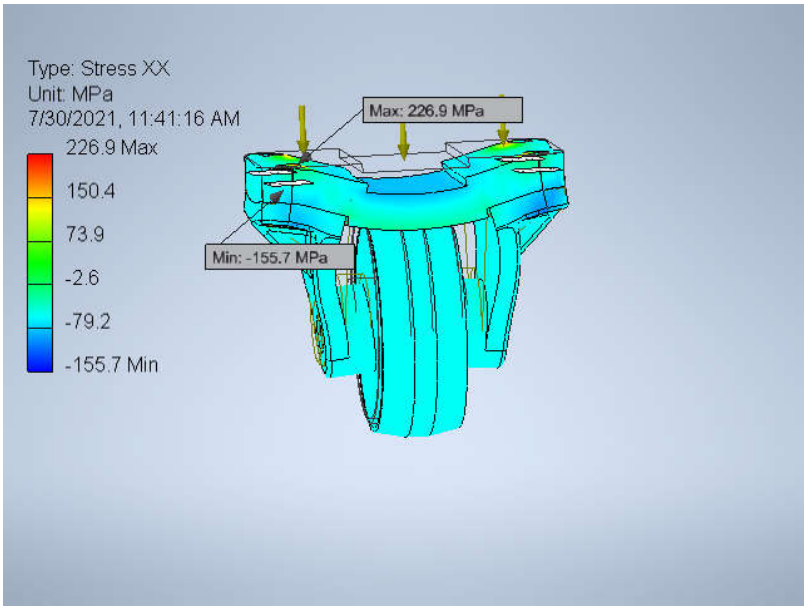 Type: Stress XX
Unit: MPa
7/30/2021, 11:41:16 AM
226.9 Max
150.4
73.9
-2.6
-79.2
-155.7 Min
Max: 226.9 MPa
Min: -155.7 MPa